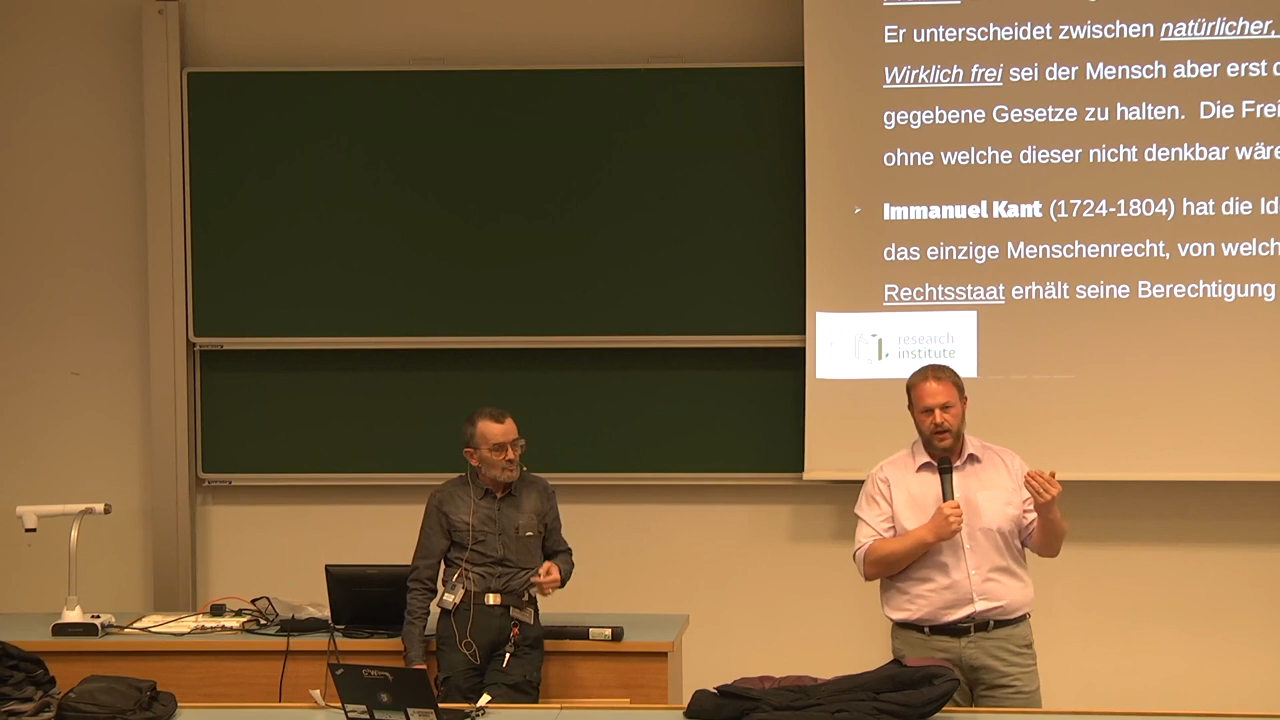 Er unterscheidet zwischen natürlicher,
Wirklich frei sei der Mensch aber erst
gegebene Gesetze zu halten. Die Frei
ohne welche dieser nicht denkbar wäre
Immanuel Kant (1724-1804) hat die Id
das einzige Menschenrecht, von welch
Rechtsstaat erhält seine Berechtigung
research
institute